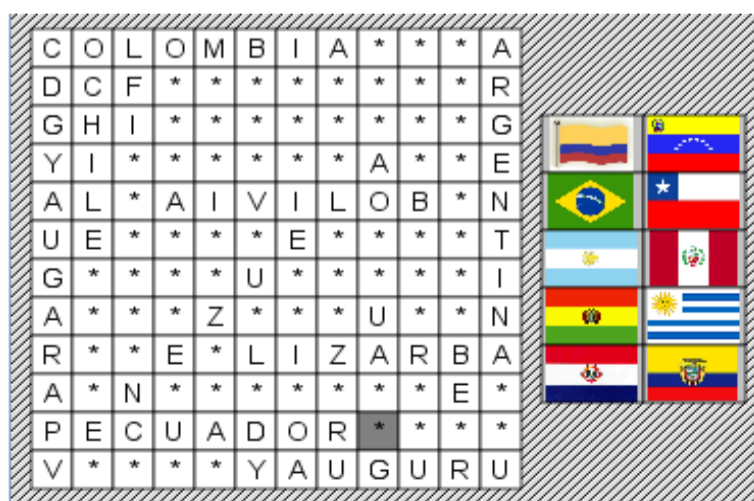 C O L O M B I A * * * A
D C F * * * * * * * * R
G H I * * * * * * * * G
Y I * * * * * * A * * E
A L * A I V I L O B * N
U E * * * * E * * * * T
G * * * * U * * * * * I
A * * * Z * * * U * * N
R * * E * L I Z A R B A
A * N * * * * * * * E *
P E C U A D O R * * * *
V * * * * Y A U G U R U